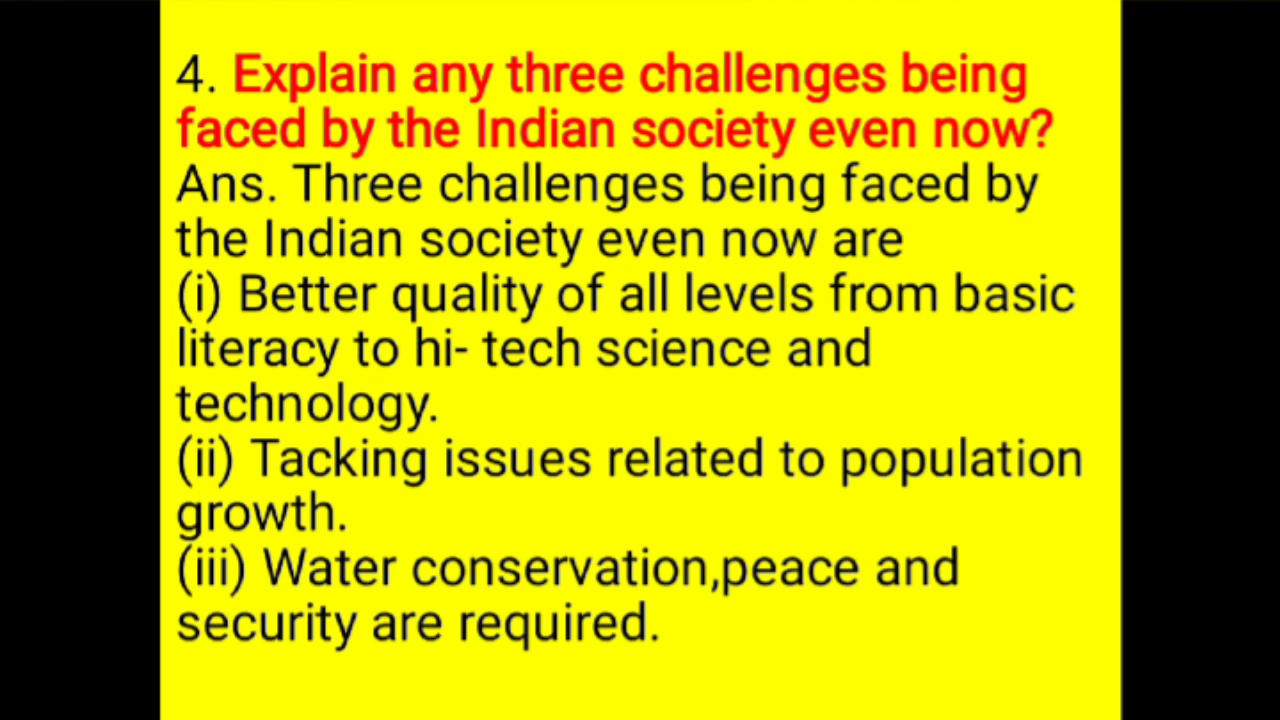 4. Explain any three challenges being
faced by the Indian society even now?
Ans. Three challenges being faced by
the Indian society even now are
(i) Better quality of all levels from basic
literacy to hi- tech science and
technology.
(ii) Tacking issues related to population
growth.
(iii) Water conservation,peace and
security are required.